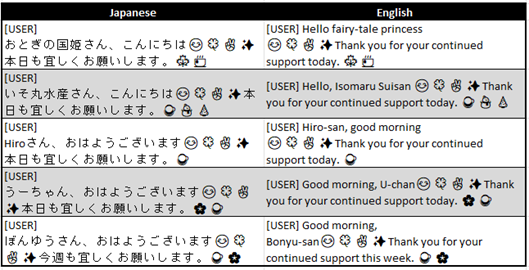 Japanese English
[USER]
おとぎの国姫さん、こんにちは😊🍀✌✨
本日も宜しくお願いします。
[USER] Hello fairy-tale princess
😊🍀✌✨Thank you for your continued
support today.
[USER]
いそ丸水産さん、こんにちは😊🍀✌✨本
日も宜しくお願いします。
[USER] Hello, Isomaru Suisan 😊🍀✌✨Thank
you for your continued support today.
[USER]
Hiroさん、おはようございます😊🍀✌✨
本日も宜しくお願いします。
[USER] Hiro-san, good morning
😊🍀✌✨Thank you for your continued
support today.
[USER]
うーちゃん、おはようございます😊🍀✌
✨本日も宜しくお願いします。
[USER] Good morning, U-chan😊🍀✌✨Thank
you for your continued support today.
[USER]
ぼんゆうさん、おはようございます😊🍀
✌✨今週も宜しくお願いします。
[USER] Good morning,
Bonyu-san😊🍀✌✨Thank you for your
continued support this week.